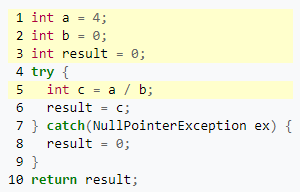 1 int a = 4;
2 int b = 0;
3 int result = 0;
4 try {
5   int c = a / b;
6   result = c;
7 } catch(NullPointerException ex) {
8   result = 0;
9 }
10 return result;